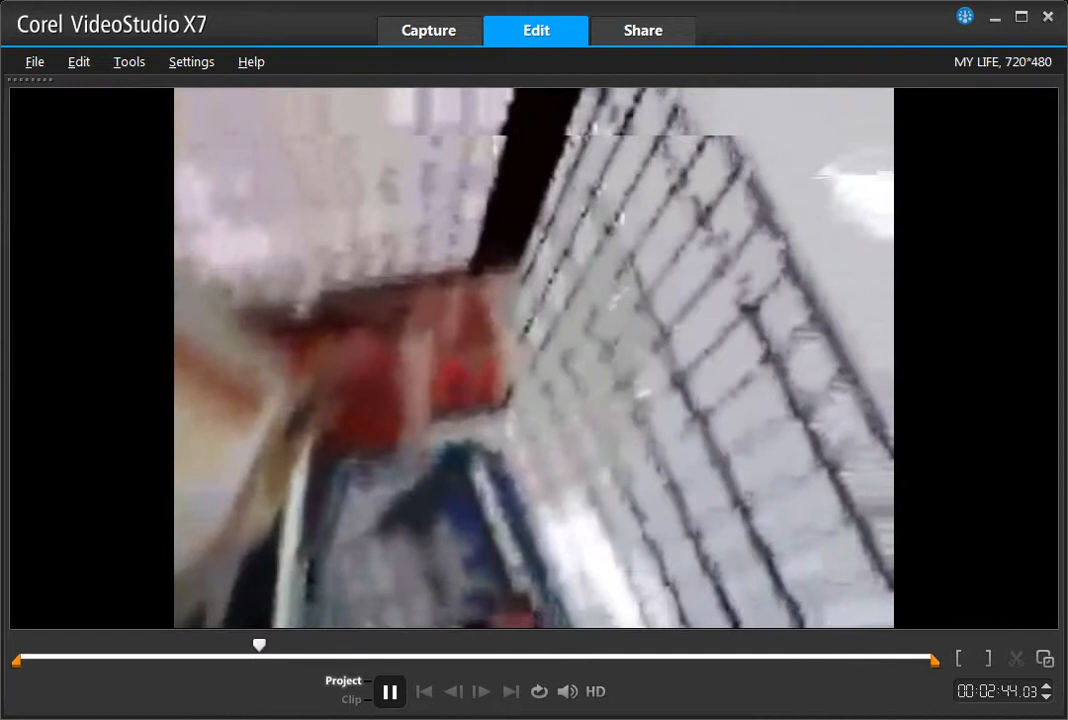 Corel VideoStudio X7
Capture
Edit
Share
File
Edit
Tools
Settings
Help
MY LIFE, 720*480
Project
Clip
HD
00:02:44.03